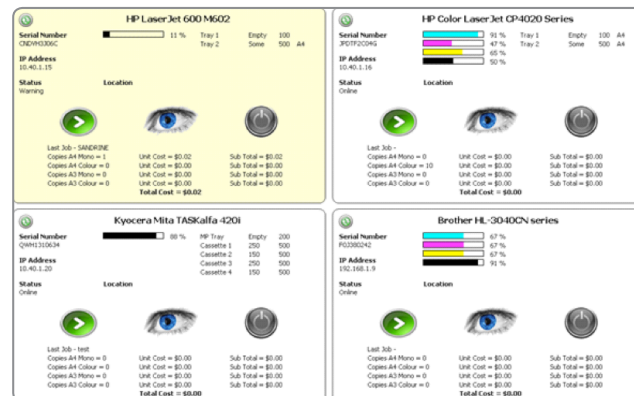 HP LaserJet 600 M602
Serial Number 11 % Tray 1 Empty 100
CNDVM3J06C Tray 2 Some 500 A4
IP Address
10.40.1.15
Status Location
Warning
Last Job - SANDRINE
Copies A4 Mono = 1 Unit Cost = $0.02 Sub Total = $0.02
Copies A4 Colour = 0 Unit Cost = $0.00 Sub Total = $0.00
Copies A3 Mono = 0 Unit Cost = $0.00 Sub Total = $0.00
Copies A3 Colour = 0 Unit Cost = $0.00 Sub Total = $0.00
Total Cost = $0.02
HP Color LaserJet CP4020 Series
Serial Number 91 % Tray 1 Empty 100 A4
JPDTF2C04G 47 % Tray 2 Some 500 A4
65 %
IP Address 50 %
10.40.1.16
Status Location
Online
Last Job -
Copies A4 Mono = 0 Unit Cost = $0.00 Sub Total = $0.00
Copies A4 Colour = 10 Unit Cost = $0.00 Sub Total = $0.00
Copies A3 Mono = 0 Unit Cost = $0.00 Sub Total = $0.00
Copies A3 Colour = 0 Unit Cost = $0.00 Sub Total = $0.00
Total Cost = $0.00
Kyocera Mita TASKalfa 420i
Serial Number 88 % MP Tray Empty 200
QWM1310634 Cassette 1 250 500
Cassette 2 150 500
IP Address Cassette 3 250 500
10.40.1.20 Cassette 4 150 500
Status Location
Online
Last Job - test
Copies A4 Mono = 0 Unit Cost = $0.00 Sub Total = $0.00
Copies A4 Colour = 0 Unit Cost = $0.00 Sub Total = $0.00
Copies A3 Mono = 0 Unit Cost = $0.00 Sub Total = $0.00
Copies A3 Colour = 0 Unit Cost = $0.00 Sub Total = $0.00
Total Cost = $0.00
Brother HL-3040CN series
Serial Number 67 %
F0J380242 67 %
67 %
IP Address 91 %
192.168.1.9
Status Location
Online
Last Job -
Copies A4 Mono = 0 Unit Cost = $0.00 Sub Total = $0.00
Copies A4 Colour = 0 Unit Cost = $0.00 Sub Total = $0.00
Copies A3 Mono = 0 Unit Cost = $0.00 Sub Total = $0.00
Copies A3 Colour = 0 Unit Cost = $0.00 Sub Total = $0.00
Total Cost = $0.00